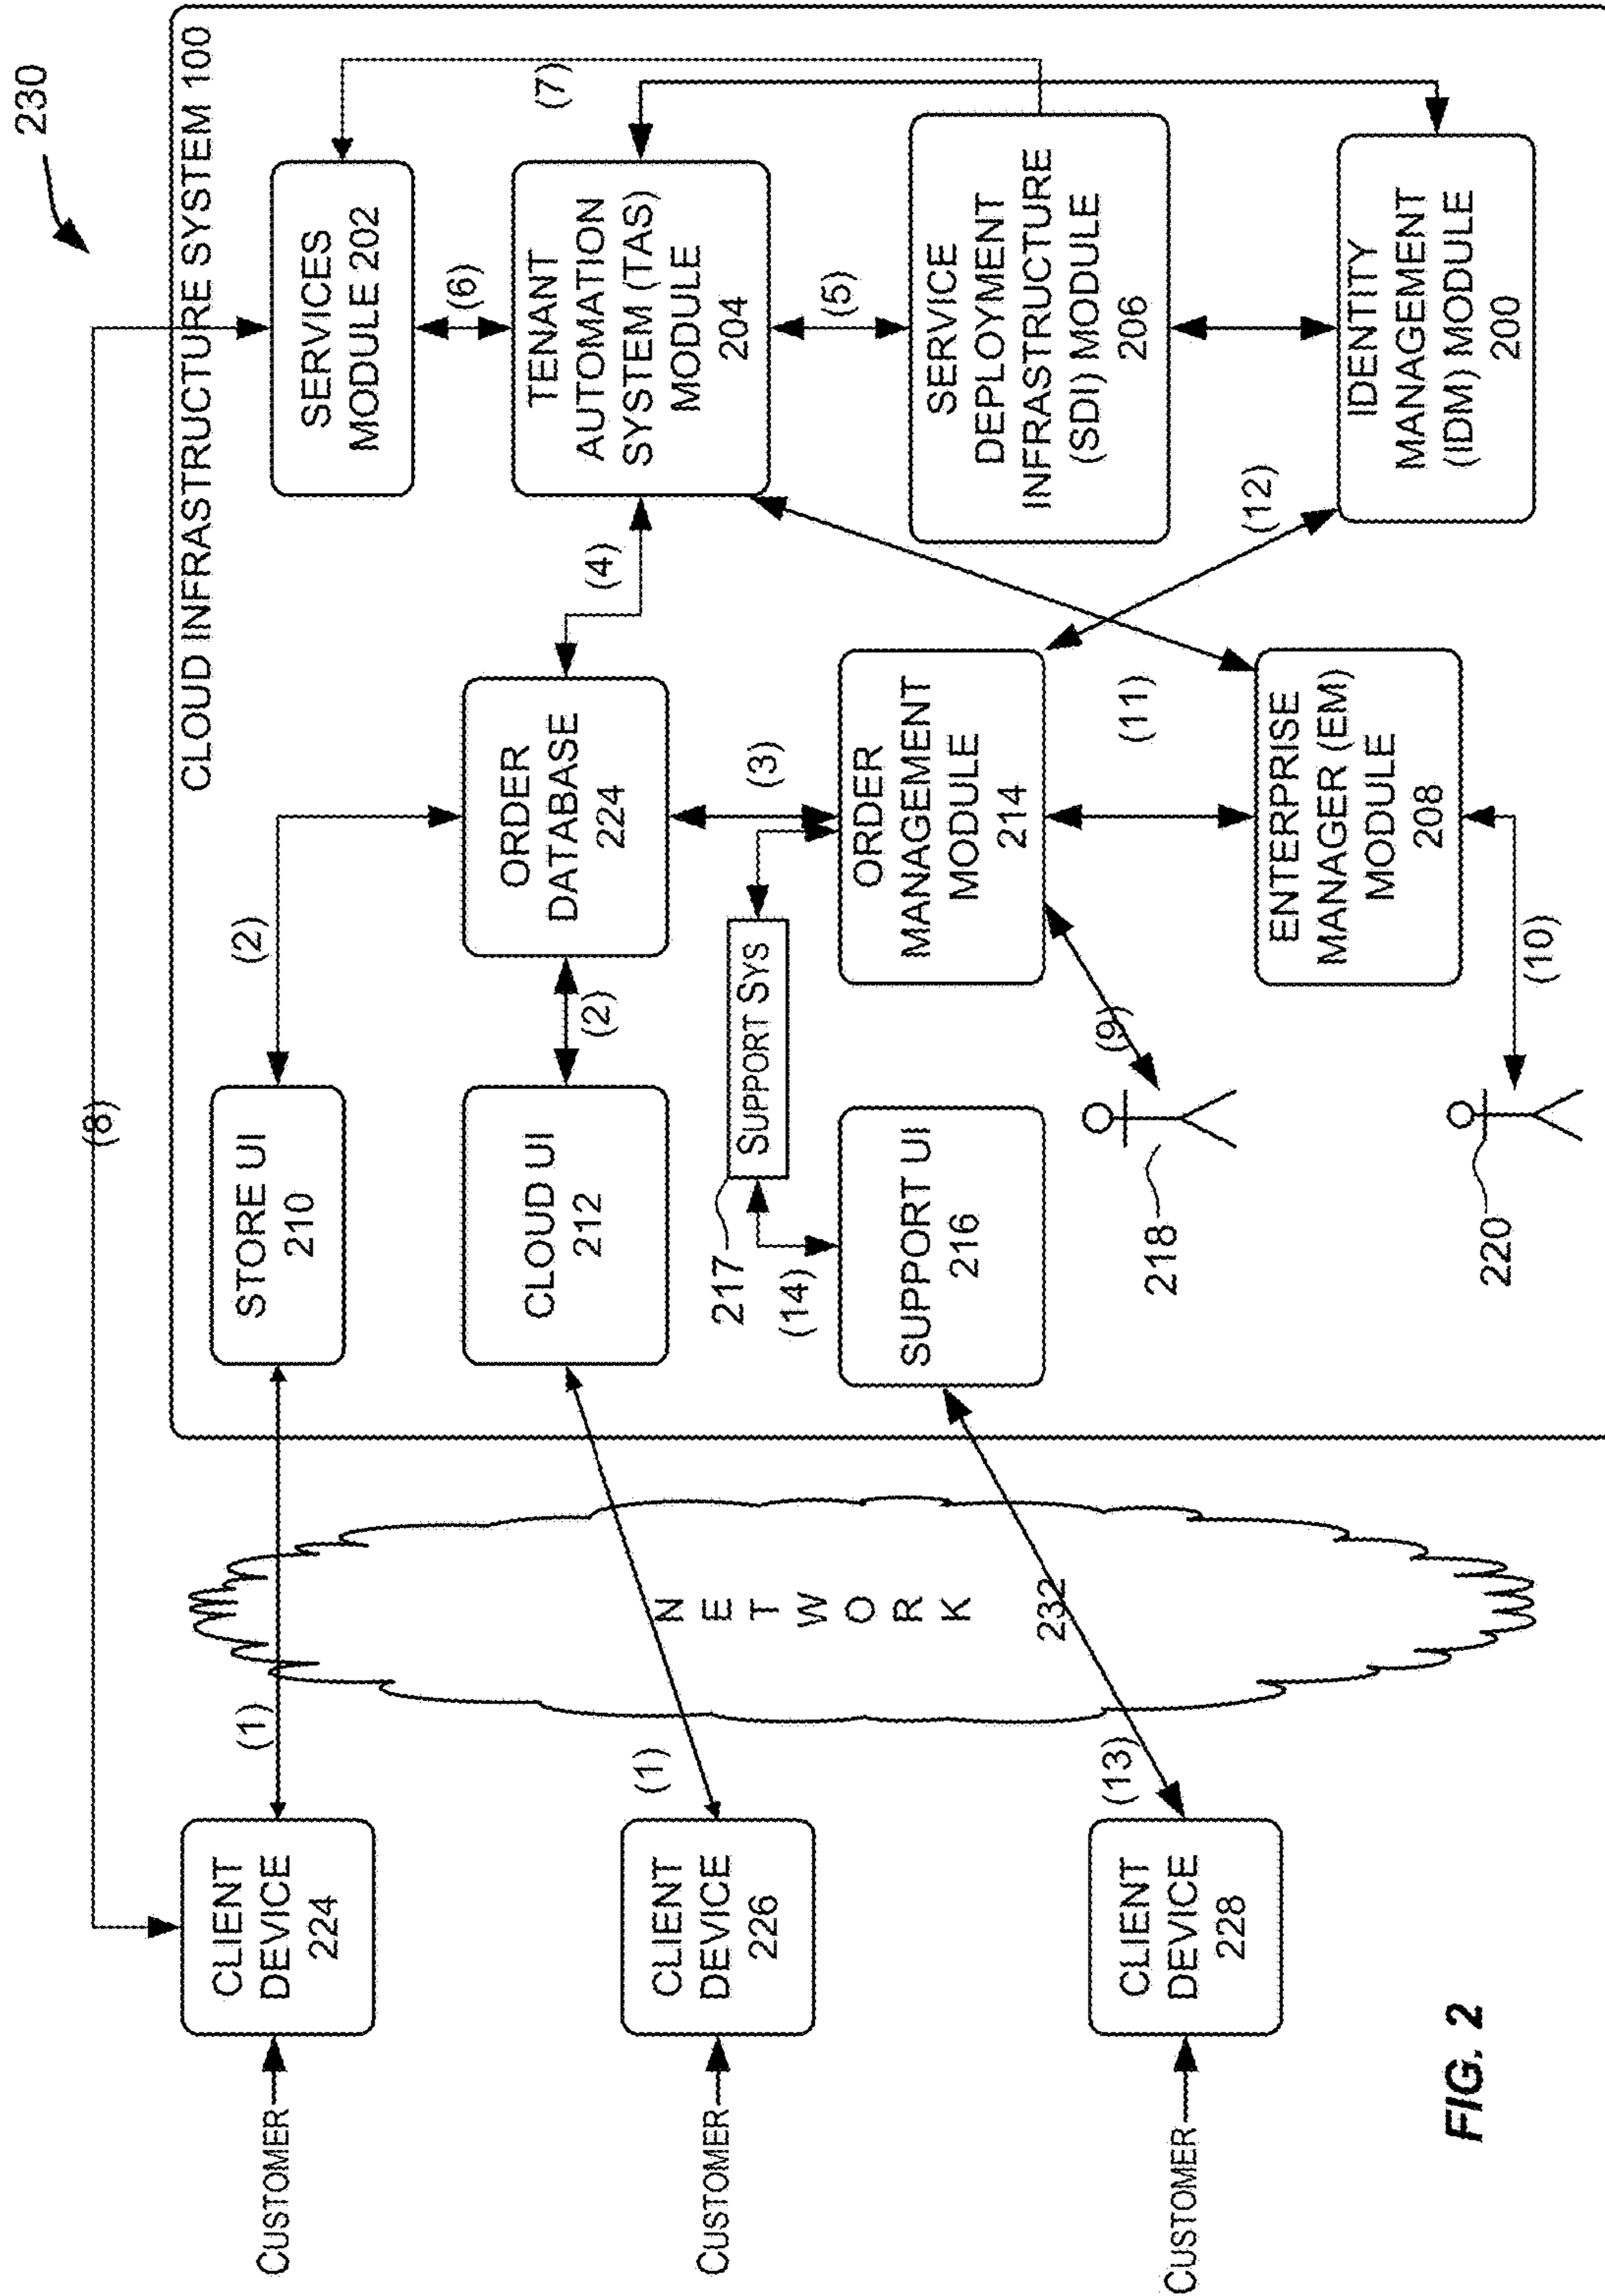 230
CLOUD INFRASTRUCTURE SYSTEM 100
(8)
CUSTOMER
CLIENT
DEVICE
224
(1)
STORE UI
210
(2)
SERVICES
MODULE 202
(6)
(7)
CUSTOMER
CLIENT
DEVICE
226
(1)
CLOUD UI
212
(2)
ORDER
DATABASE
224
(4)
TENANT
AUTOMATION
SYSTEM (TAS)
MODULE
204
(5)
NETWORK
232
217
SUPPORT SYS
(14)
(3)
CUSTOMER
CLIENT
DEVICE
228
(13)
SUPPORT UI
216
ORDER
MANAGEMENT
MODULE
214
SERVICE
DEPLOYMENT
INFRASTRUCTURE
(SDI) MODULE
206
(9)
218
(11)
(12)
220
(10)
ENTERPRISE
MANAGER (EM)
MODULE
208
IDENTITY
MANAGEMENT
(IDM) MODULE
200
FIG. 2